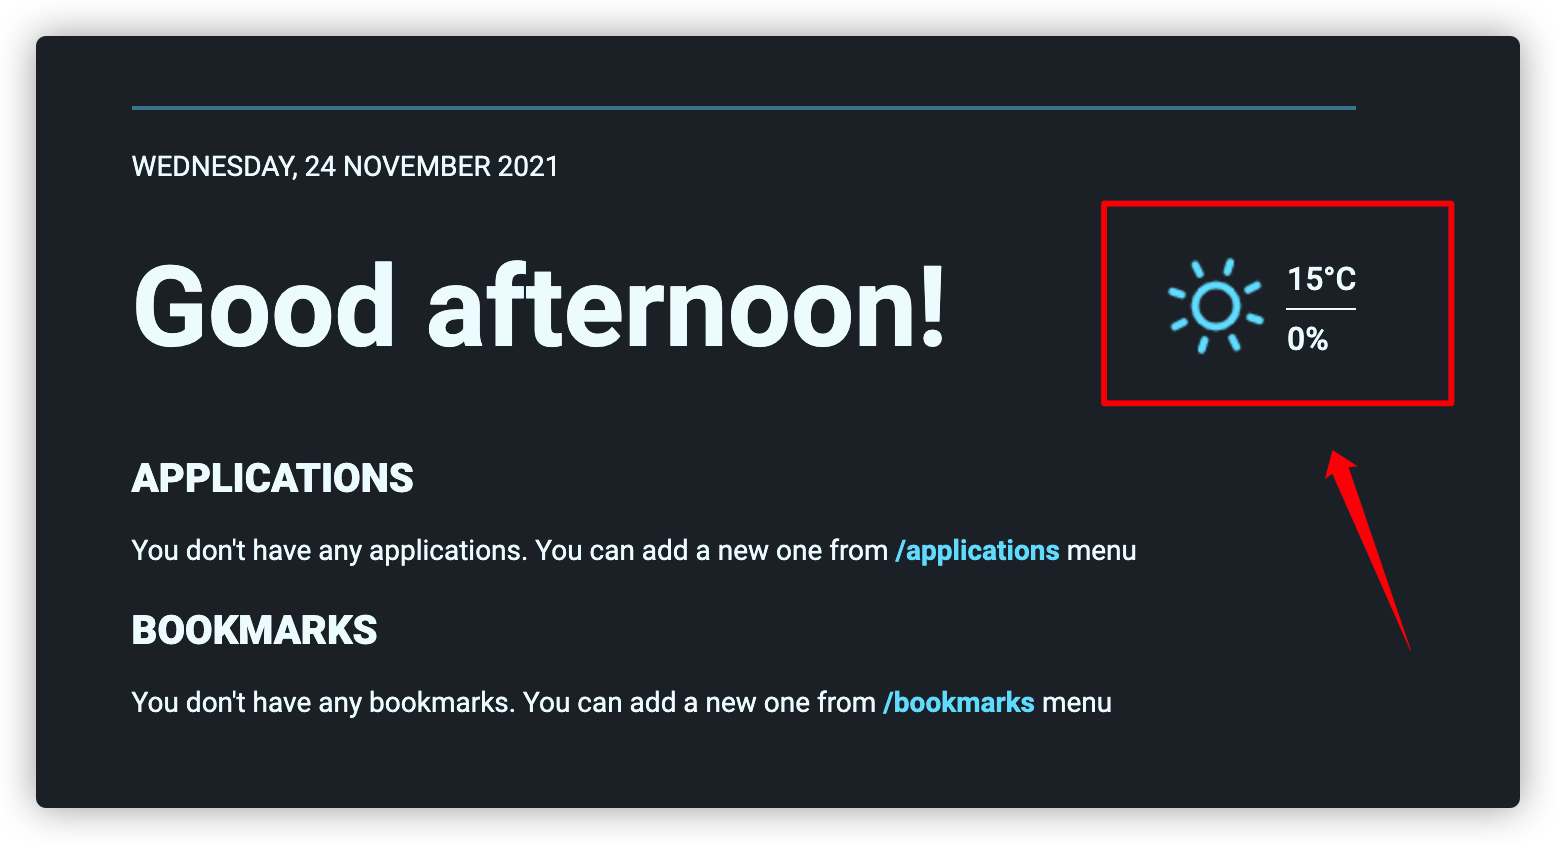 WEDNESDAY, 24 NOVEMBER 2021
Good afternoon!
15°C
0%
APPLICATIONS
You don't have any applications. You can add a new one from /applications menu
BOOKMARKS
You don't have any bookmarks. You can add a new one from /bookmarks menu